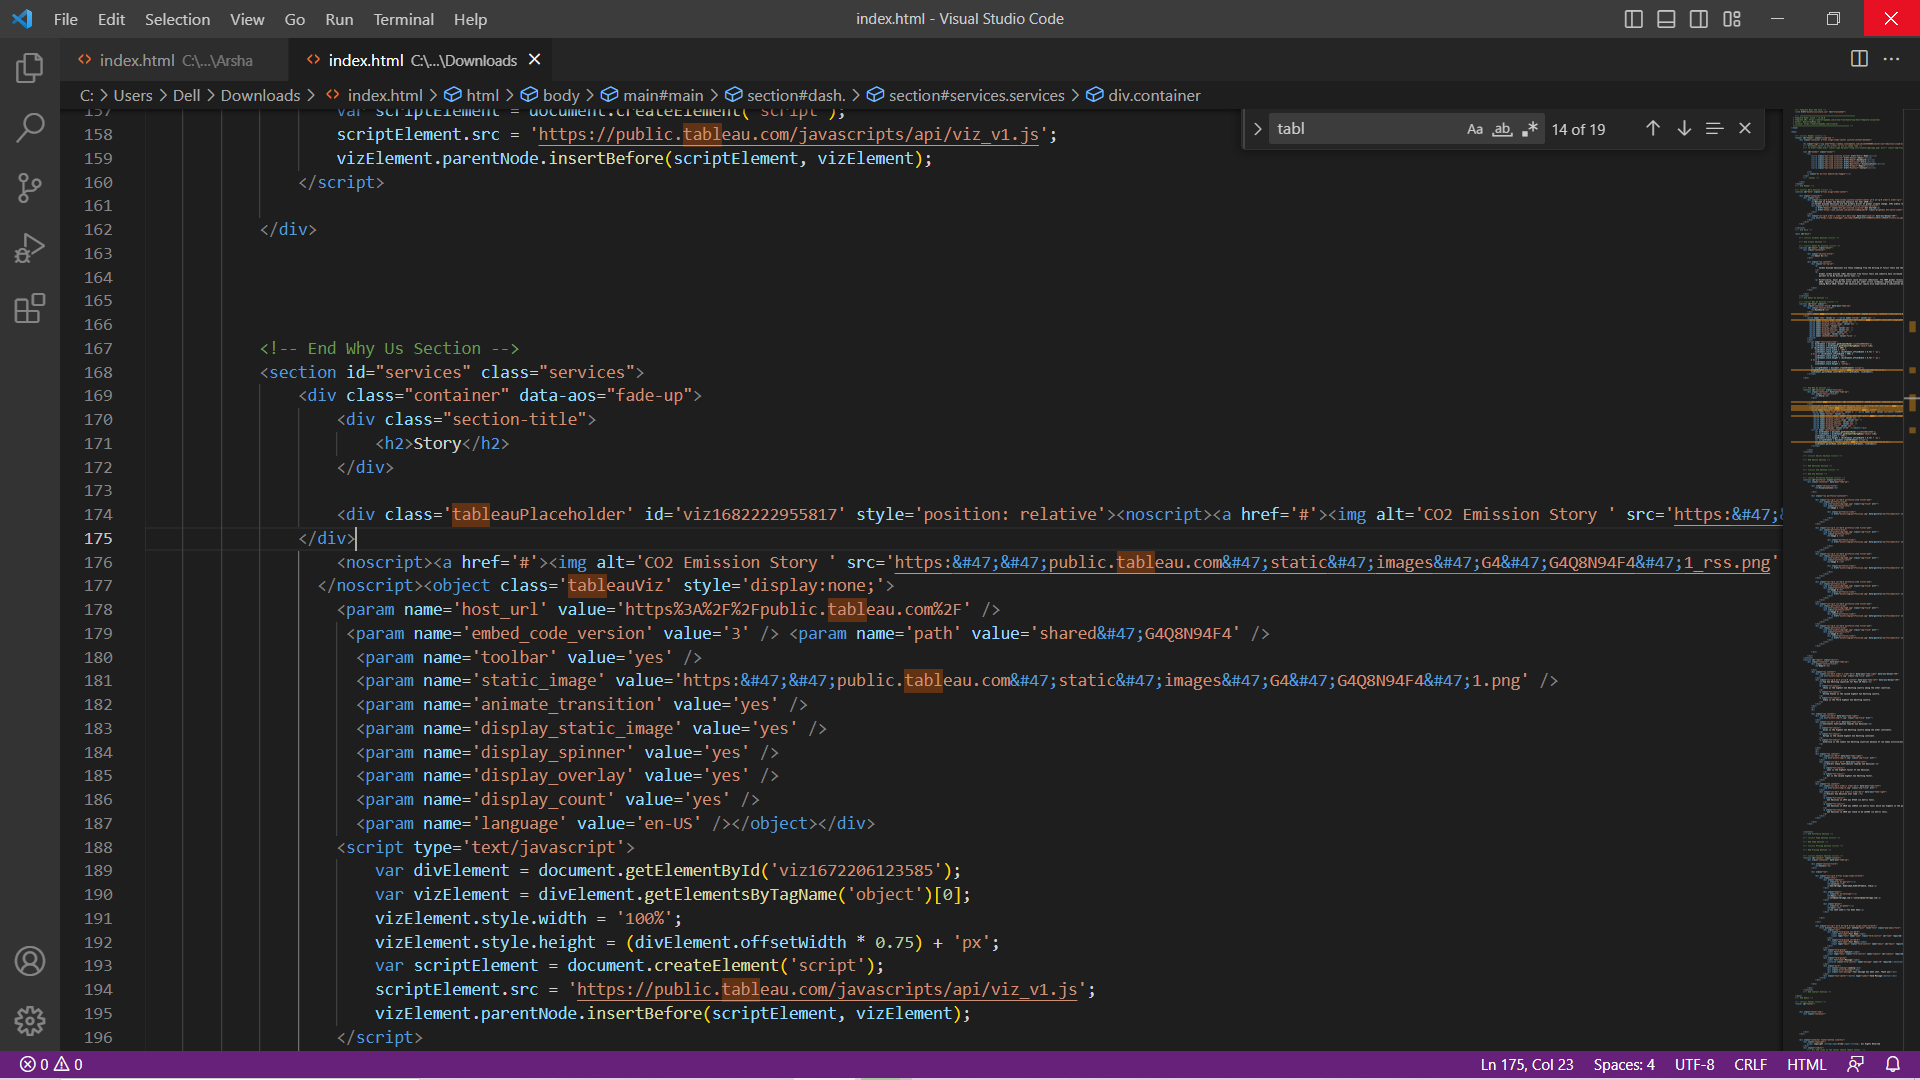 File Edit Selection View Go Run Terminal Help
index.html - Visual Studio Code
index.html C:\...\Arsha
index.html C:\...\Downloads
C: > Users > Dell > Downloads > index.html > html > body > main#main > section#dash. > section#services.services > div.container
tabl
Aa ab 14 of 19
157 var scriptElement = document.createElement('script');
158 scriptElement.src = 'https://public.tableau.com/javascripts/api/viz_v1.js';
159 vizElement.parentNode.insertBefore(scriptElement, vizElement);
160 </script>
161
162 </div>
163
164
165
166
167 <!-- End Why Us Section -->
168 <section id="services" class="services">
169 <div class="container" data-aos="fade-up">
170 <div class="section-title">
171 <h2>Story</h2>
172 </div>
173
174 <div class='tableauPlaceholder' id='viz1682222955817' style='position: relative'><noscript><a href='#'><img alt='CO2 Emission Story ' src='https:&#47;&
175 </div>
176 <noscript><a href='#'><img alt='CO2 Emission Story ' src='https:&#47;&#47;public.tableau.com&#47;static&#47;images&#47;G4&#47;G4Q8N94F4&#47;1_rss.png'
177 </noscript><object class='tableauViz' style='display:none;'>
178 <param name='host_url' value='https%3A%2F%2Fpublic.tableau.com%2F' />
179 <param name='embed_code_version' value='3' /> <param name='path' value='shared&#47;G4Q8N94F4' />
180 <param name='toolbar' value='yes' />
181 <param name='static_image' value='https:&#47;&#47;public.tableau.com&#47;static&#47;images&#47;G4&#47;G4Q8N94F4&#47;1.png' />
182 <param name='animate_transition' value='yes' />
183 <param name='display_static_image' value='yes' />
184 <param name='display_spinner' value='yes' />
185 <param name='display_overlay' value='yes' />
186 <param name='display_count' value='yes' />
187 <param name='language' value='en-US' /></object></div>
188 <script type='text/javascript'>
189 var divElement = document.getElementById('viz1672206123585');
190 var vizElement = divElement.getElementsByTagName('object')[0];
191 vizElement.style.width = '100%';
192 vizElement.style.height = (divElement.offsetWidth * 0.75) + 'px';
193 var scriptElement = document.createElement('script');
194 scriptElement.src = 'https://public.tableau.com/javascripts/api/viz_v1.js';
195 vizElement.parentNode.insertBefore(scriptElement, vizElement);
196 </script>
0 0 Ln 175, Col 23 Spaces: 4 UTF-8 CRLF HTML